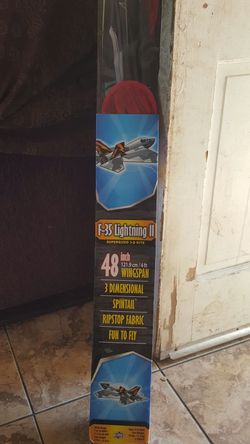 F-35 Lightning II
SUPERSIZED 3-D KITE
48 inch
121.9 cm / 4 ft
WINGSPAN
3 DIMENSIONAL
SPINTAIL
RIPSTOP FABRIC
FUN TO FLY